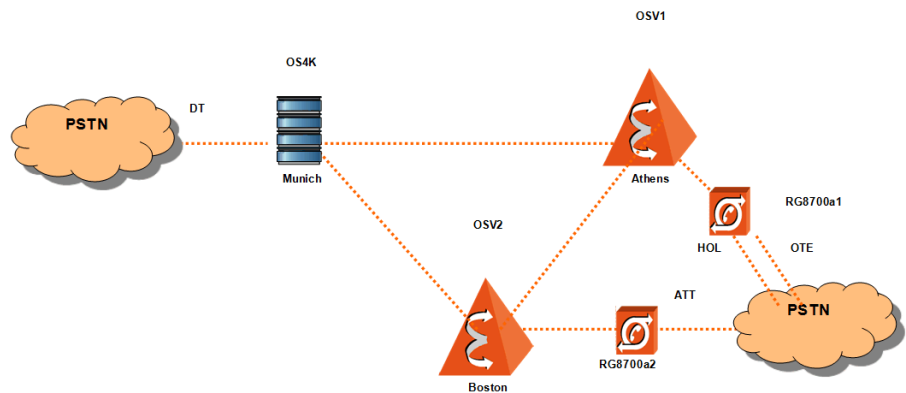 OSV1
OS4K
DT
PSTN
Munich
Athens
RG8700a1
OSV2
HOL
OTE
ATT
PSTN
RG8700a2
Boston